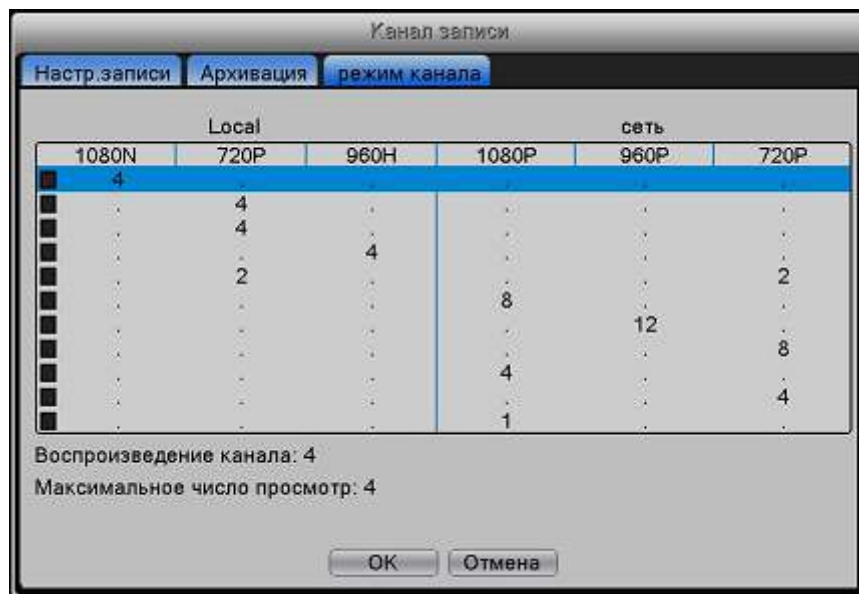 Канал записи
Настр.записи Архивация режим канала
Local сеть
1080N 720P 960H 1080P 960P 720P
4 . . . . .
. 4 . . . .
. 4 . . . .
. . 4 . . .
. 2 . . . 2
. . . 8 . .
. . . . 12 .
. . . . . 8
. . . 4 . .
. . . . . 4
. . . 1 . .
Воспроизведение канала: 4
Максимальное число просмотр: 4
OK Отмена